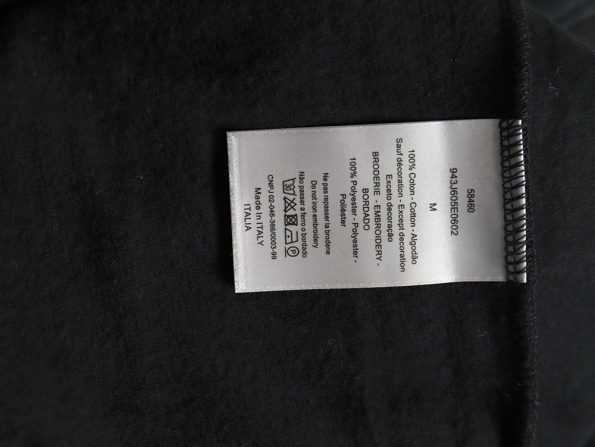 58460
943J605E0602
M
100% Coton - Cotton - Algodão
Sauf décoration - Except decoration
Exceto decoração
BRODERIE - EMBROIDERY -
BORDADO
100% Polyester - Polyester -
Poliéster
Ne pas repasser la broderie
Do not iron embroidery
Não passar a ferro o bordado
30
P
CNPJ 02-046-366/0003-99
Made In ITALY
ITALIA